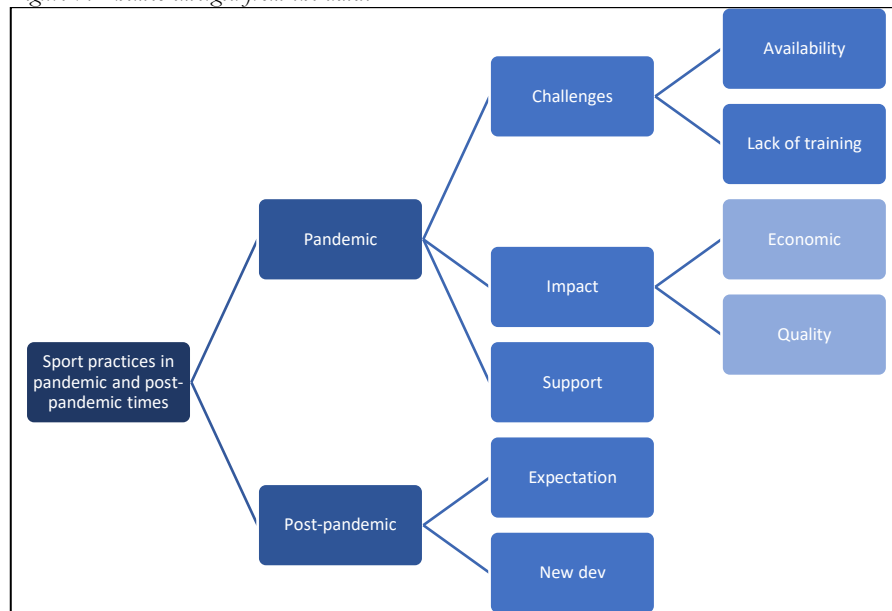 Availability
Challenges
Lack of training
Pandemic
Economic
Impact
Quality
Sport practices in
pandemic and post-
pandemic times
Support
Expectation
Post-pandemic
New dev